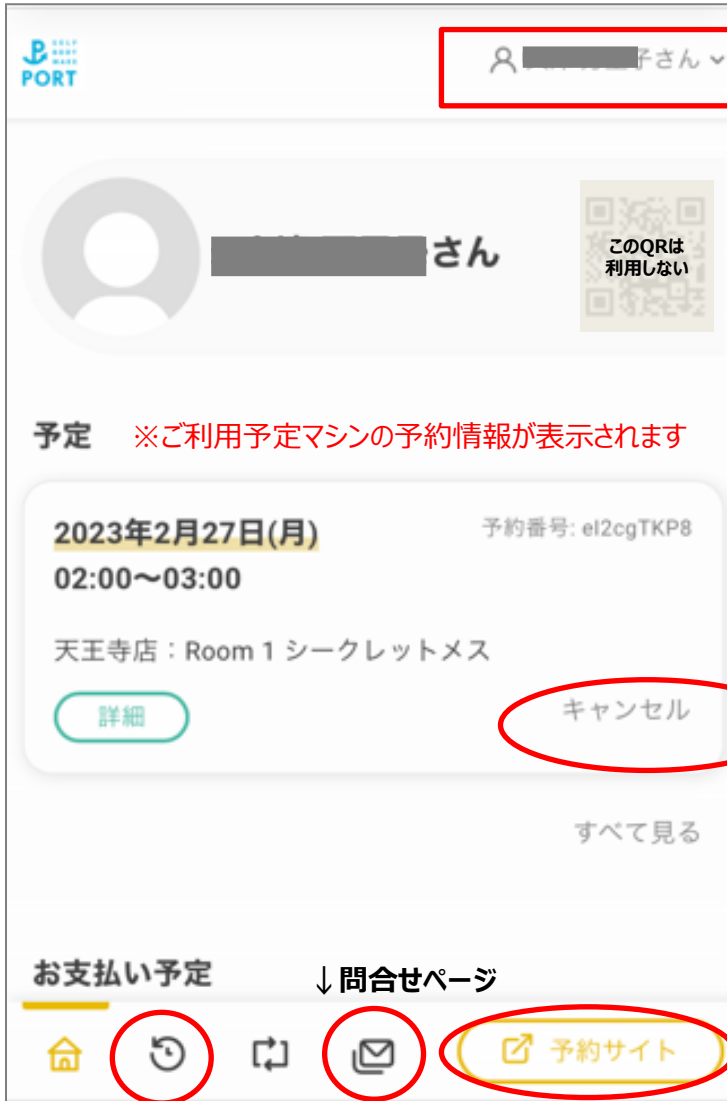 SELF
BODY
MAKE
PORT
子さん
さん
このQRは
利用しない
予定 ※ご利用予定マシンの予約情報が表示されます
2023年2月27日(月) 予約番号: eI2cgTKP8
02:00〜03:00
天王寺店:Room 1 シークレットメス
詳細 キャンセル
すべて見る
お支払い予定 ↓問合せページ
予約サイト